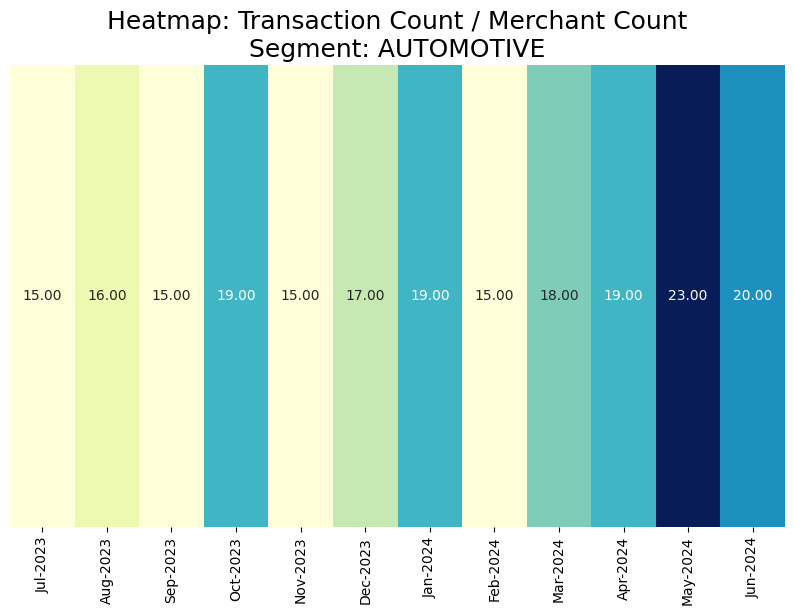 Heatmap: Transaction Count / Merchant Count
Segment: AUTOMOTIVE
15.00 16.00 15.00 19.00 15.00 17.00 19.00 15.00 18.00 19.00 23.00 20.00
Jul-2023 Aug-2023 Sep-2023 Oct-2023 Nov-2023 Dec-2023 Jan-2024 Feb-2024 Mar-2024 Apr-2024 May-2024 Jun-2024